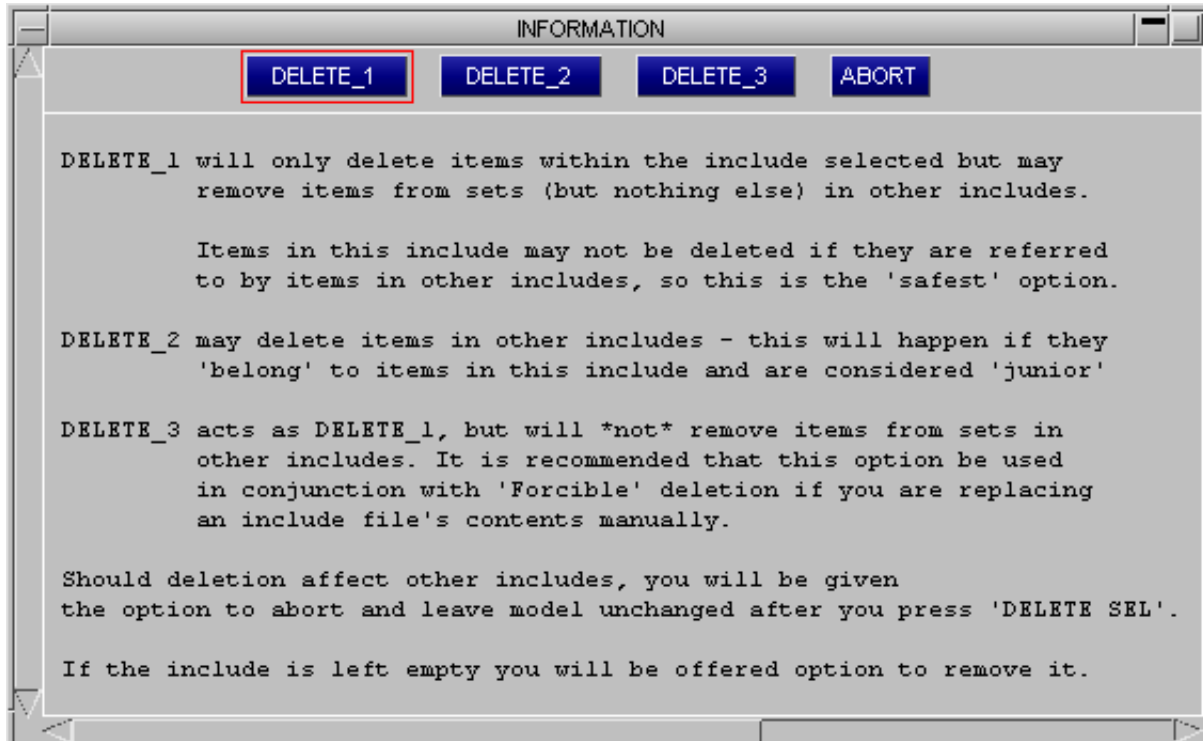 INFORMATION
DELETE_1 DELETE_2 DELETE_3 ABORT
DELETE_1 will only delete items within the include selected but may
remove items from sets (but nothing else) in other includes.
Items in this include may not be deleted if they are referred
to by items in other includes, so this is the 'safest' option.
DELETE_2 may delete items in other includes - this will happen if they
'belong' to items in this include and are considered 'junior'
DELETE_3 acts as DELETE_1, but will *not* remove items from sets in
other includes. It is recommended that this option be used
in conjunction with 'Forcible' deletion if you are replacing
an include file's contents manually.
Should deletion affect other includes, you will be given
the option to abort and leave model unchanged after you press 'DELETE SEL'.
If the include is left empty you will be offered option to remove it.